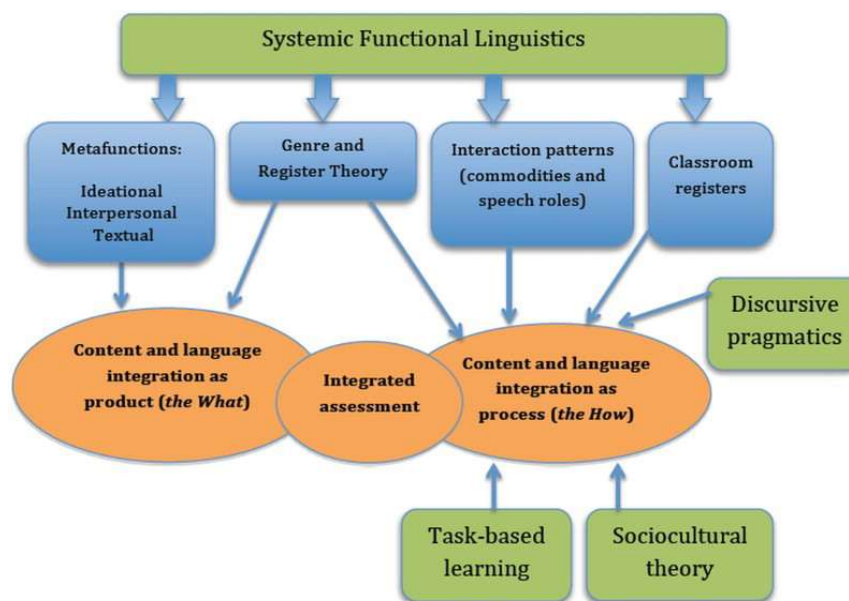 Systemic Functional Linguistics
Metafunctions:
Ideational
Interpersonal
Textual
Genre and
Register Theory
Interaction patterns
(commodities and
speech roles)
Classroom
registers
Discursive
pragmatics
Content and language
integration as
product (the What)
Integrated
assessment
Content and language
integration as
process (the How)
Task-based
learning
Sociocultural
theory